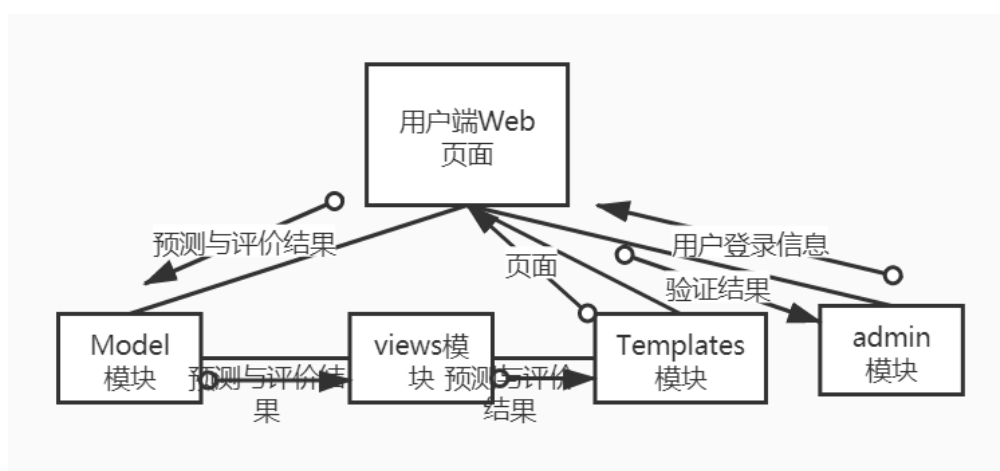 用户端Web
页面
预测与评价结果
用户登录信息
页面
验证结果
Model
模块
views模
块
Templates
模块
admin
模块
预测与评价结
果
预测与评价
结果